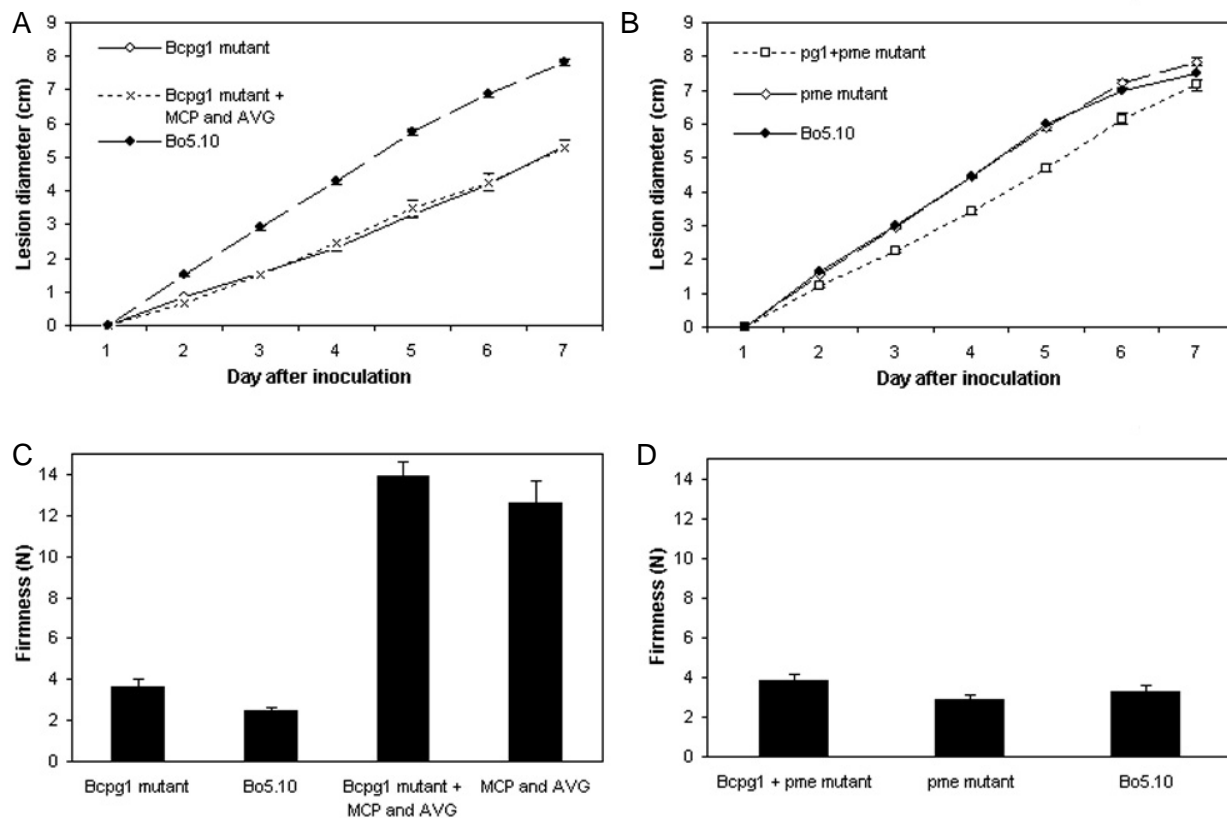 A
9
8
7
6
5
4
3
2
1
0
Lesion diameter (cm)
Bcpg1 mutant
Bcpg1 mutant +
MCP and AVG
Bo5.10
1 2 3 4 5 6 7
Day after inoculation
B
9
8
7
6
5
4
3
2
1
0
Lesion diameter (cm)
pg1+pme mutant
pme mutant
Bo5.10
1 2 3 4 5 6 7
Day after inoculation
C
14
12
10
8
6
4
2
0
Firmness (N)
Bcpg1 mutant Bo5.10 Bcpg1 mutant + MCP and AVG
MCP and AVG
D
14
12
10
8
6
4
2
0
Firmness (N)
Bcpg1 + pme mutant pme mutant Bo5.10